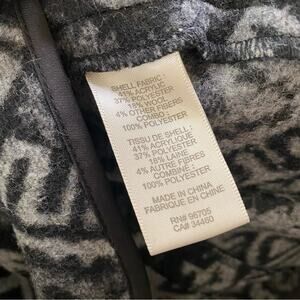 SHELL FABRIC:
41% ACRYLIC
37% POLYESTER
18% WOOL
4% OTHER FIBERS
COMBO:
100% POLYESTER
TISSU DE SHELL:
41% ACRYLIQUE
37% POLYESTER
18% LAINE
4% AUTRE FIBRES
COMBINÉ:
100% POLYESTER
MADE IN CHINA
FABRIQUE EN CHINE
RN# 96705
CA# 34460